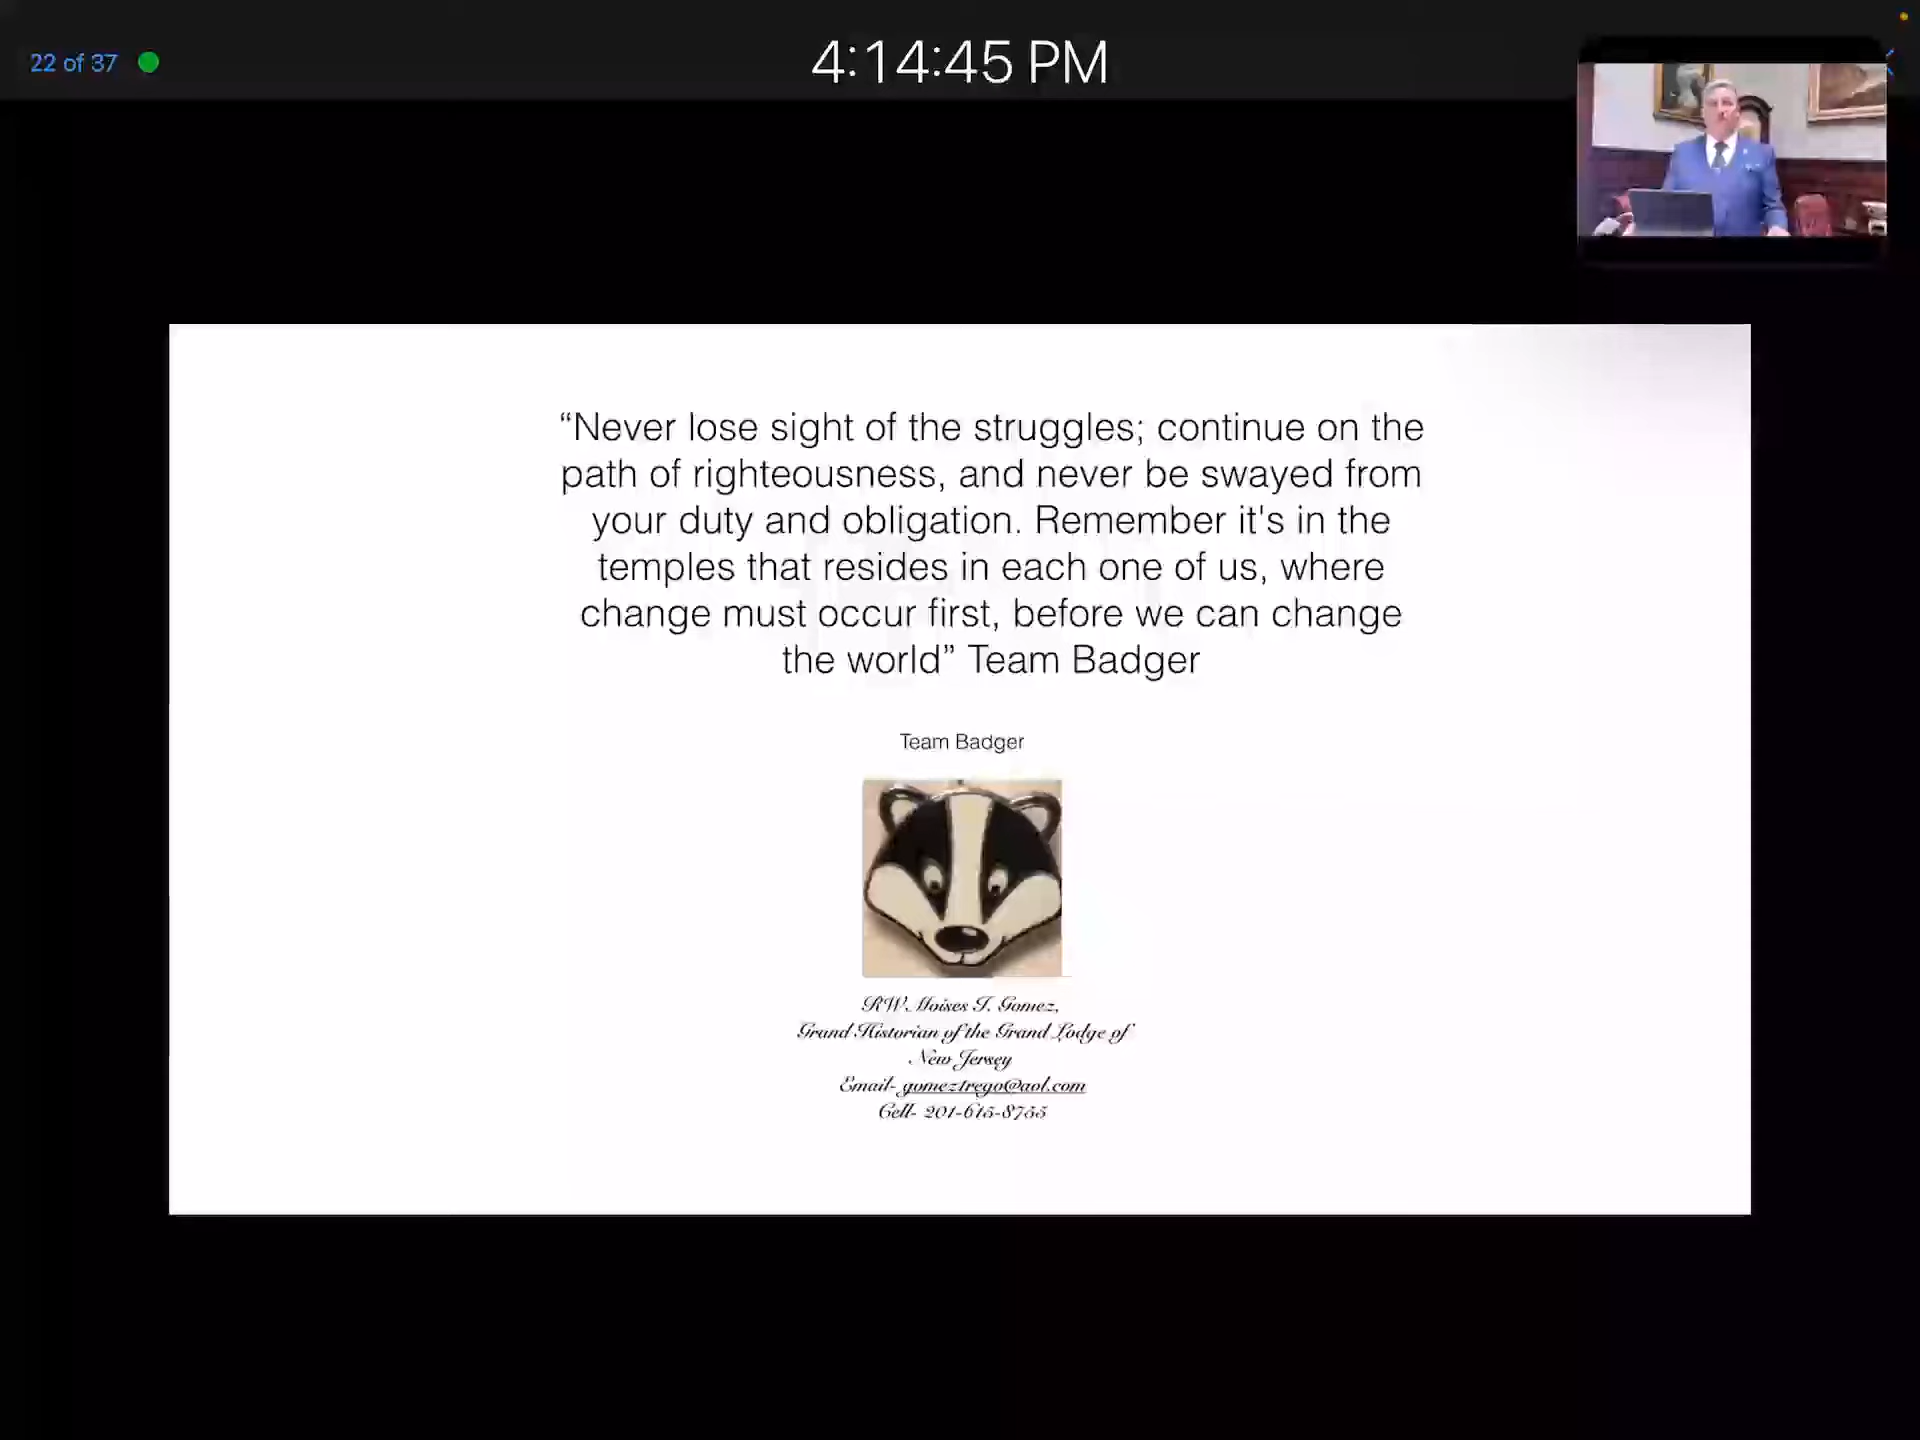 22 of 37
4:14:45 PM
“Never lose sight of the struggles; continue on the
path of righteousness, and never be swayed from
your duty and obligation. Remember it's in the
temples that resides in each one of us, where
change must occur first, before we can change
the world” Team Badger
Team Badger
RW Moises I. Gomez,
Grand Historian of the Grand Lodge of
New Jersey
Email- gomeztrego@aol.com
Cell- 201-615-8755